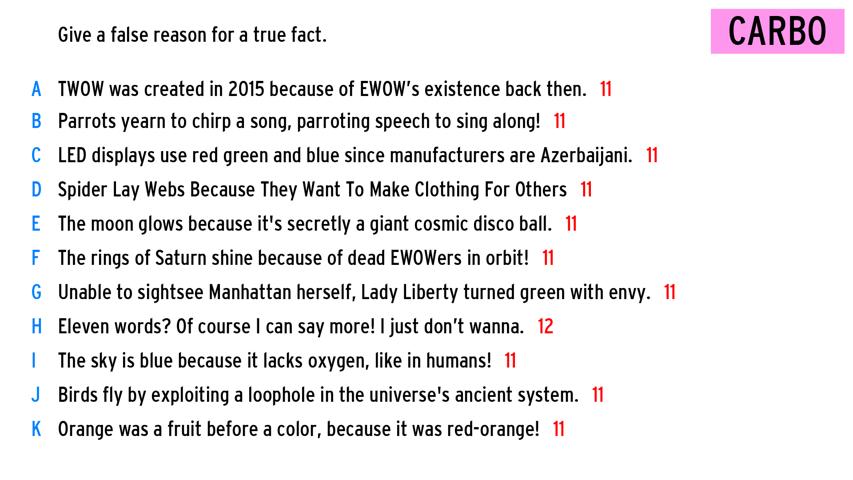 Give a false reason for a true fact.
CARBO
A TWOW was created in 2015 because of EWOW's existence back then. 11
B Parrots yearn to chirp a song, parroting speech to sing along! 11
C LED displays use red green and blue since manufacturers are Azerbaijani. 11
D Spider Lay Webs Because They Want To Make Clothing For Others 11
E The moon glows because it's secretly a giant cosmic disco ball. 11
F The rings of Saturn shine because of dead EWOWers in orbit! 11
G Unable to sightsee Manhattan herself, Lady Liberty turned green with envy. 11
H Eleven words? Of course I can say more! I just don't wanna. 12
I The sky is blue because it lacks oxygen, like in humans! 11
J Birds fly by exploiting a loophole in the universe's ancient system. 11
K Orange was a fruit before a color, because it was red-orange! 11